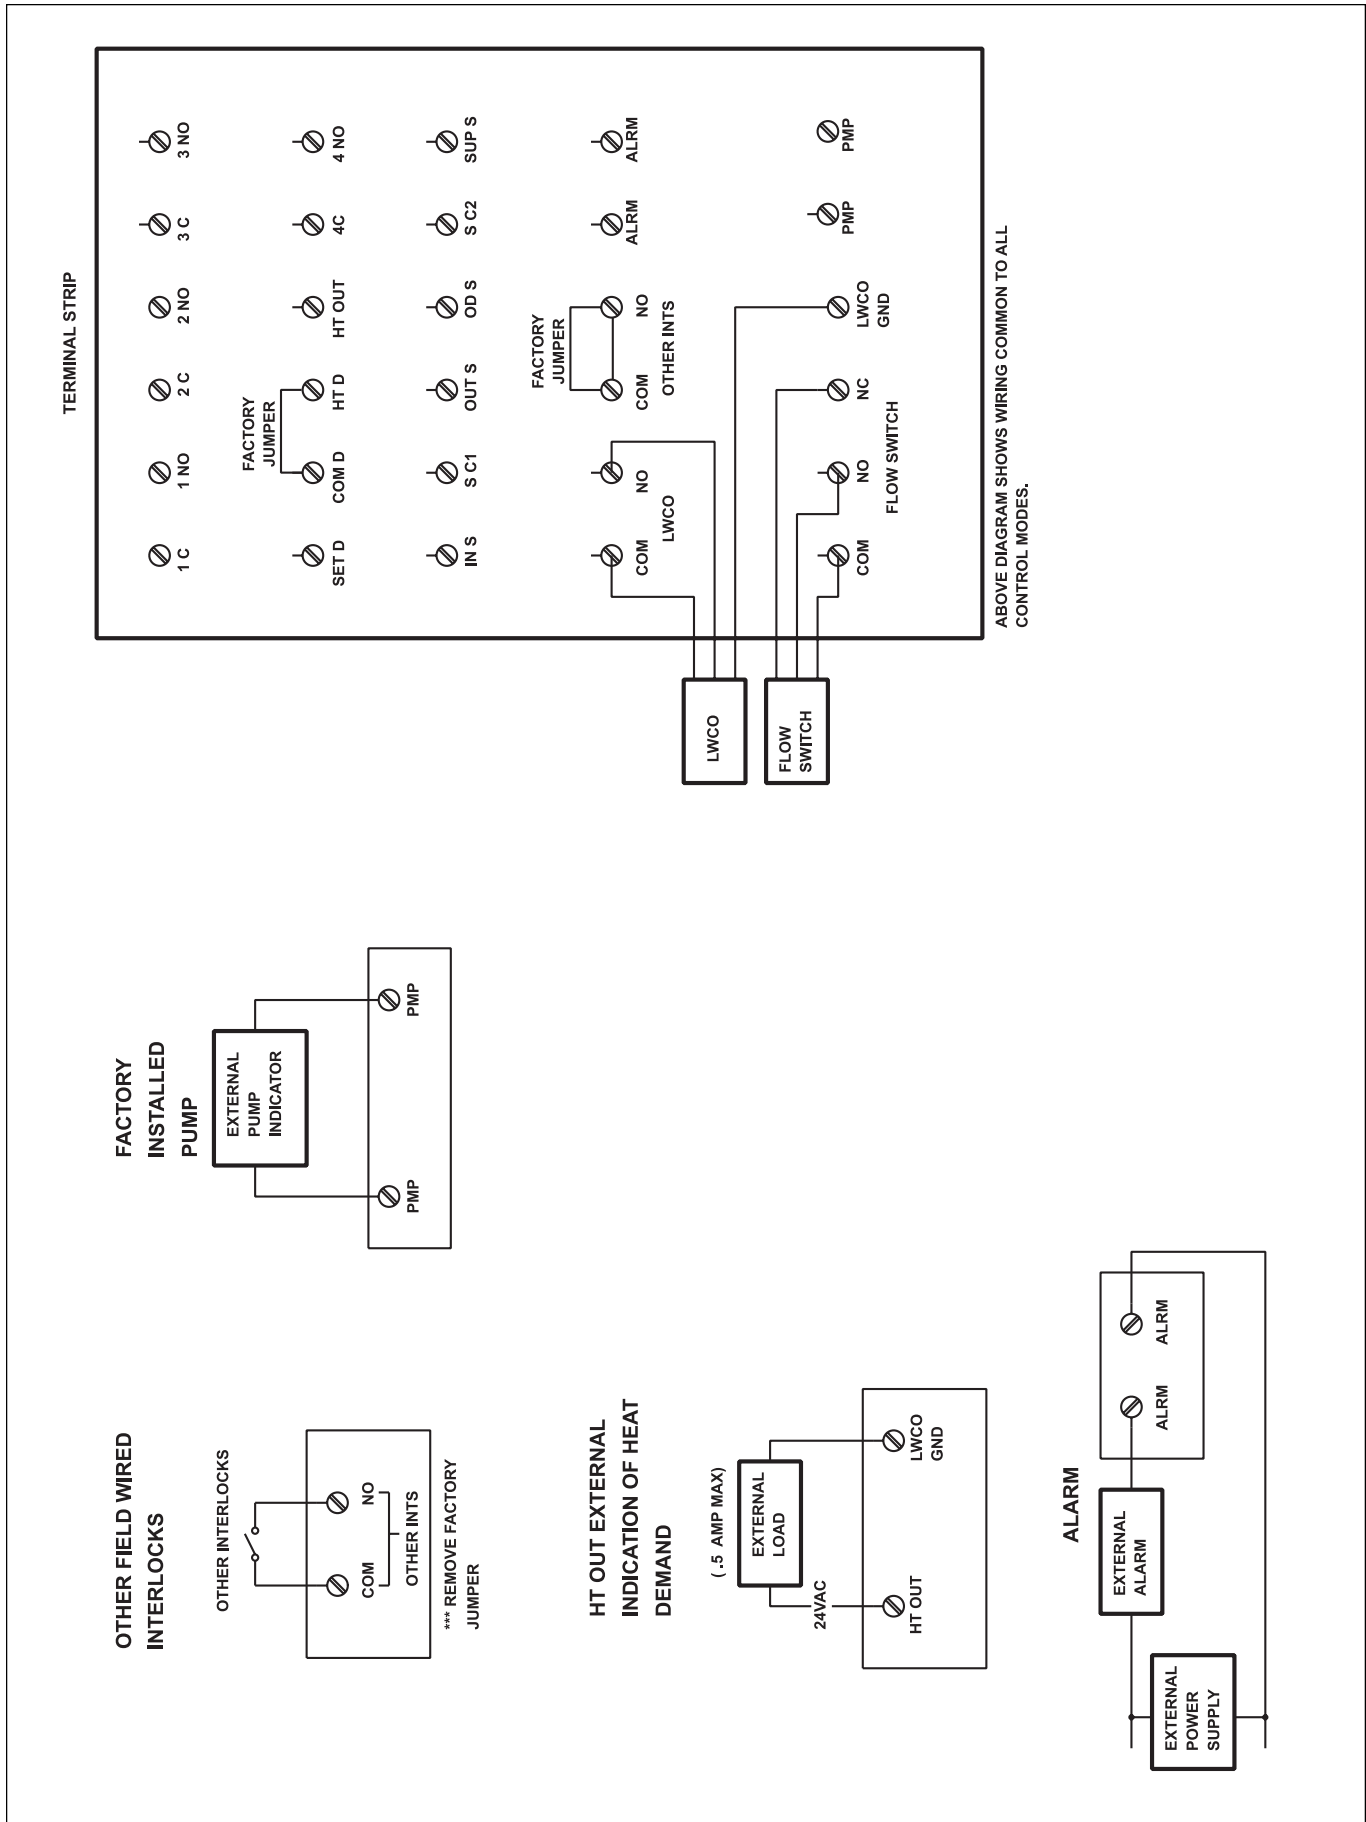 OTHER FIELD WIRED
INTERLOCKS
OTHER INTERLOCKS
COM
NO
OTHER INTS
*** REMOVE FACTORY
JUMPER
HT OUT EXTERNAL
INDICATION OF HEAT
DEMAND
( .5 AMP MAX)
EXTERNAL
LOAD
24VAC
HT OUT
LWCO
GND
ALARM
EXTERNAL
ALARM
EXTERNAL
POWER
SUPPLY
ALRM
ALRM
FACTORY
INSTALLED
PUMP
EXTERNAL
PUMP
INDICATOR
PMP
PMP
TERMINAL STRIP
1 C
1 NO
2 C
2 NO
3 C
3 NO
FACTORY
JUMPER
SET D
COM D
HT D
HT OUT
4C
4 NO
IN S
S C1
OUT S
OD S
S C2
SUP S
FACTORY
JUMPER
COM
NO
LWCO
COM
NO
OTHER INTS
ALRM
ALRM
LWCO
FLOW
SWITCH
COM
NO
NC
FLOW SWITCH
LWCO
GND
PMP
PMP
ABOVE DIAGRAM SHOWS WIRING COMMON TO ALL
CONTROL MODES.